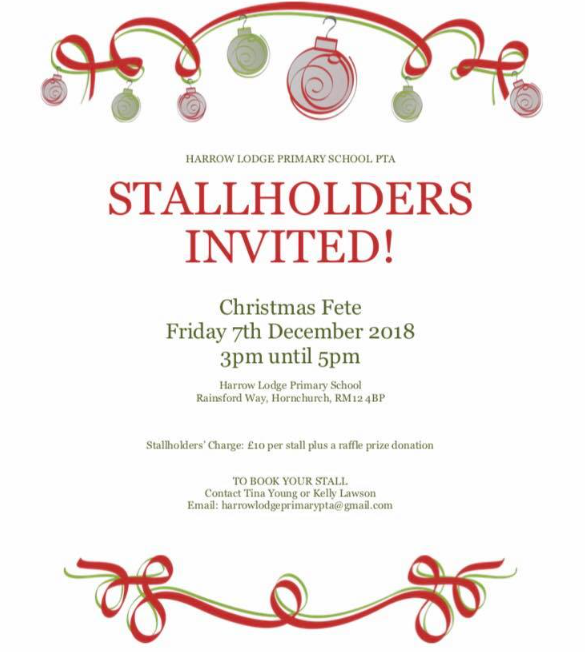 HARROW LODGE PRIMARY SCHOOL PTA
STALLHOLDERS
INVITED!
Christmas Fete
Friday 7th December 2018
3pm until 5pm
Harrow Lodge Primary School
Rainsford Way, Hornchurch, RM12 4BP
Stallholders' Charge: £10 per stall plus a raffle prize donation
TO BOOK YOUR STALL
Contact Tina Young or Kelly Lawson
Email: harrowlodgeprimarypta@gmail.com